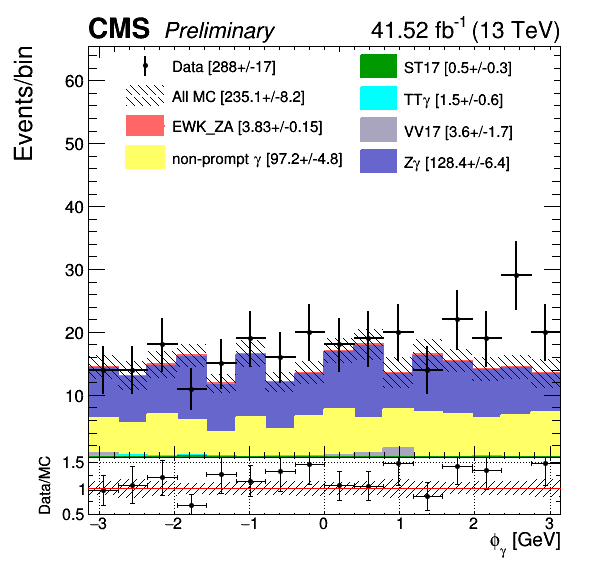 CMS Preliminary 41.52 fb⁻¹ (13 TeV)
Events/bin
Data [288+/-17]
All MC [235.1+/-8.2]
EWK_ZA [3.83+/-0.15]
non-prompt γ [97.2+/-4.8]
ST17 [0.5+/-0.3]
TTγ [1.5+/-0.6]
VV17 [3.6+/-1.7]
Zγ [128.4+/-6.4]
60
50
40
30
20
10
Data/MC
1.5
1
0.5
−3 −2 −1 0 1 2 3
ϕγ [GeV]